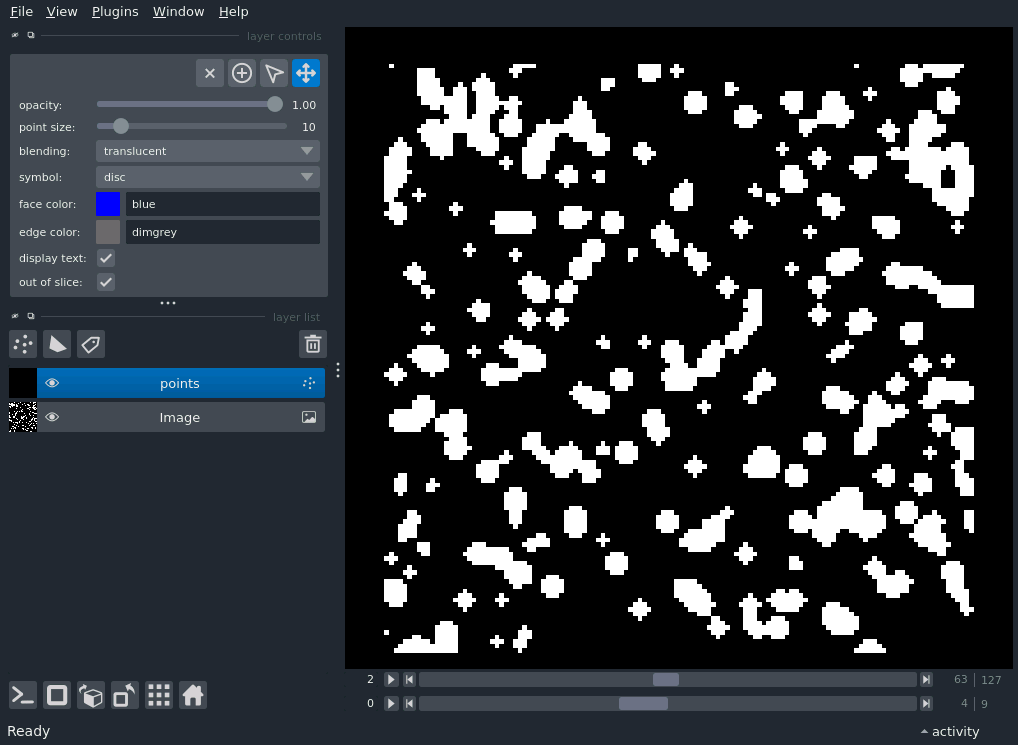 File View Plugins Window Help
layer controls
opacity: 1.00
point size: 10
blending: translucent
symbol: disc
face color: blue
edge color: dimgrey
display text:
out of slice:
layer list
points
Image
2 63 127
0 4 9
Ready activity